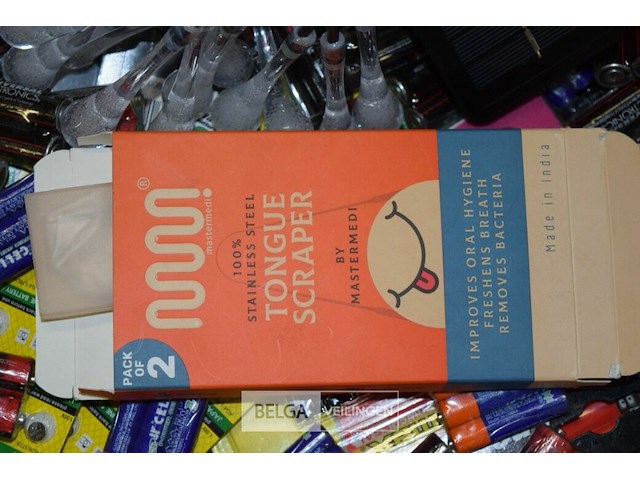 mastermedi
®
100%
STAINLESS STEEL
TONGUE
SCRAPER
BY
MASTERMEDI
PACK
OF
2
IMPROVES ORAL HYGIENE
FRESHENS BREATH
REMOVES BACTERIA
Made in India
BELGA VEILINGEN